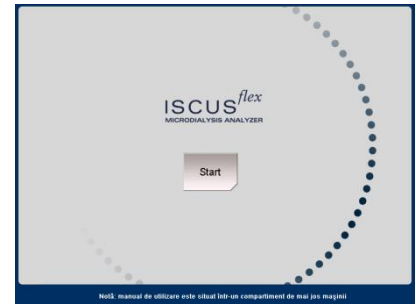 ISCUSflex
MICRODIALYSIS ANALYZER
Start
Notă: manual de utilizare este situat într-un compartiment de mai jos mașinii